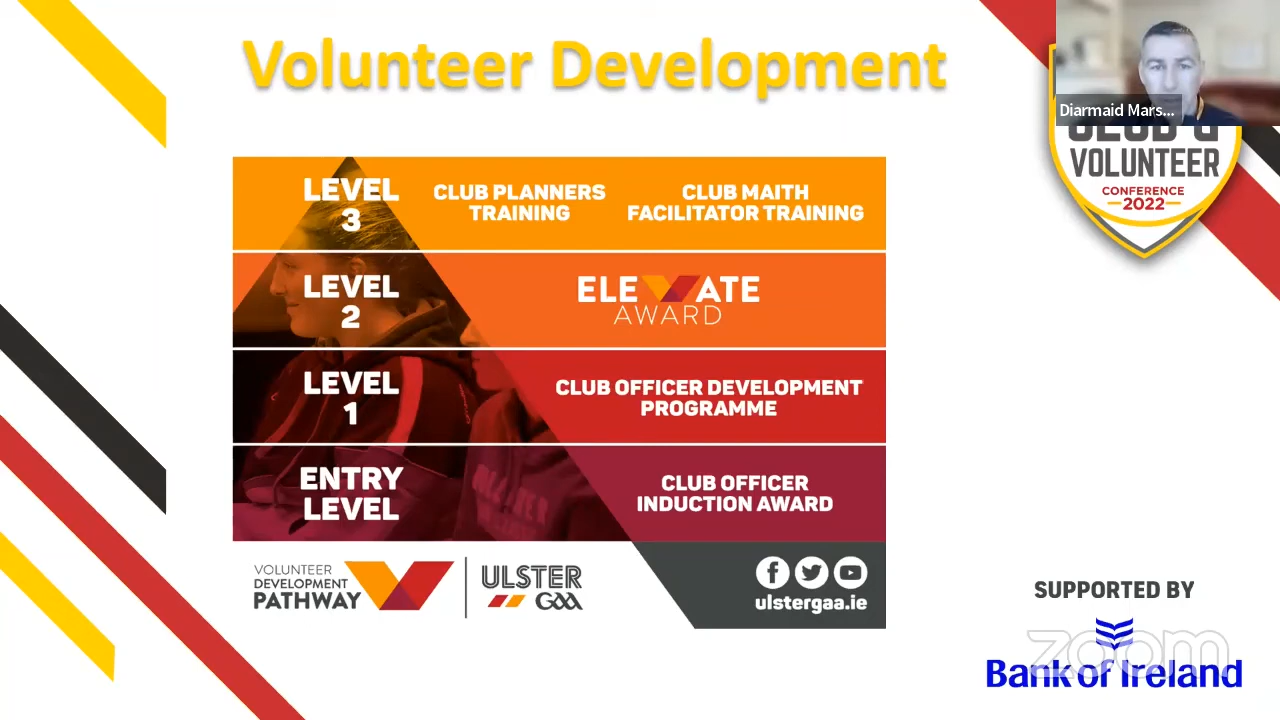 Volunteer Development
Diarmaid Mars...
VOLUNTEER
CONFERENCE
2022
LEVEL
3
CLUB PLANNERS
TRAINING
CLUB MAITH
FACILITATOR TRAINING
LEVEL
2
ELEVATE
AWARD
LEVEL
1
CLUB OFFICER DEVELOPMENT
PROGRAMME
ENTRY
LEVEL
CLUB OFFICER
INDUCTION AWARD
VOLUNTEER
DEVELOPMENT
PATHWAY
ULSTER
GAA
ulstergaa.ie
SUPPORTED BY
zoom
Bank of Ireland